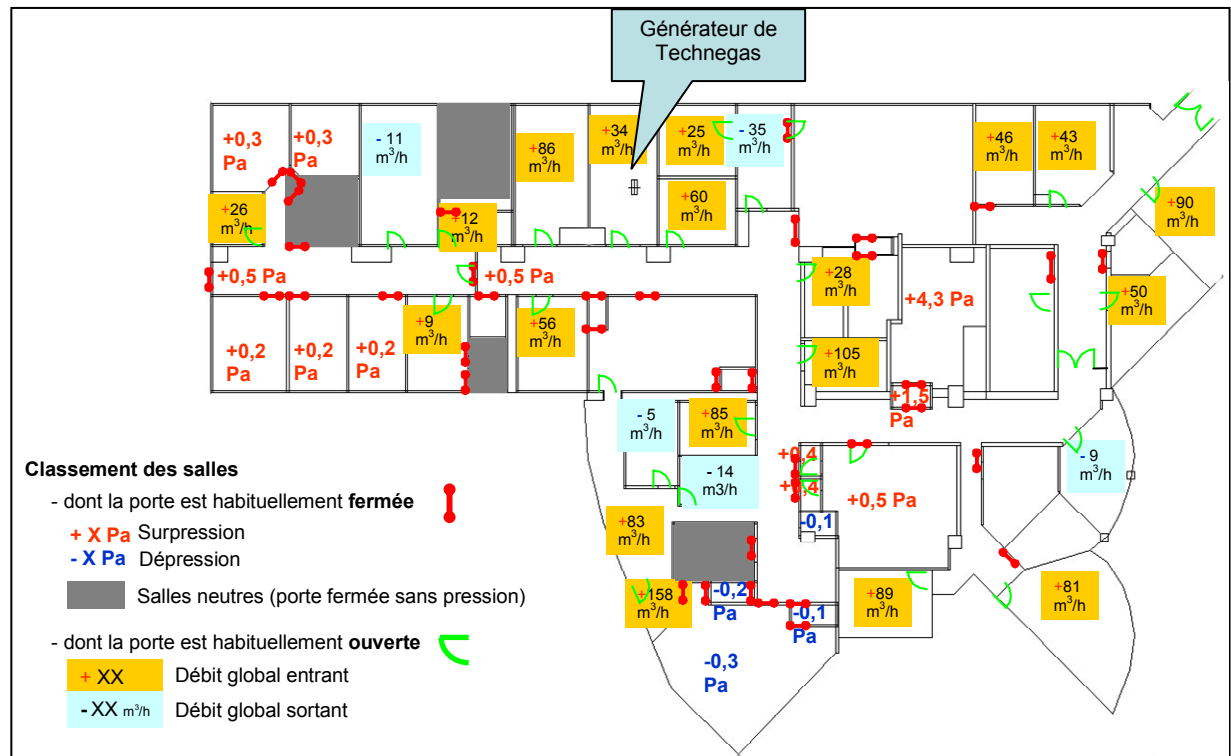 Générateur de
Technegas
+0,3
Pa
+0,3
Pa
- 11
m³/h
+86
m³/h
+34
m³/h
+25
m³/h
- 35
m³/h
+46
m³/h
+43
m³/h
+26
m³/h
+12
m³/h
+60
m³/h
+90
m³/h
+0,5 Pa
+0,5 Pa
+28
m³/h
+4,3 Pa
+50
m³/h
+0,2
Pa
+0,2
Pa
+0,2
Pa
+9
m³/h
+56
m³/h
+105
m³/h
+1,5
Pa
- 5
m³/h
+85
m³/h
- 14
m3/h
+0,4
+0,4
+0,5 Pa
-0,1
- 9
m³/h
+83
m³/h
+158
m³/h
-0,2
Pa
-0,1
Pa
+89
m³/h
+81
m³/h
-0,3
Pa
Classement des salles
- dont la porte est habituellement fermée
+ X Pa Surpression
- X Pa Dépression
Salles neutres (porte fermée sans pression)
- dont la porte est habituellement ouverte
+ XX Débit global entrant
- XX m³/h Débit global sortant